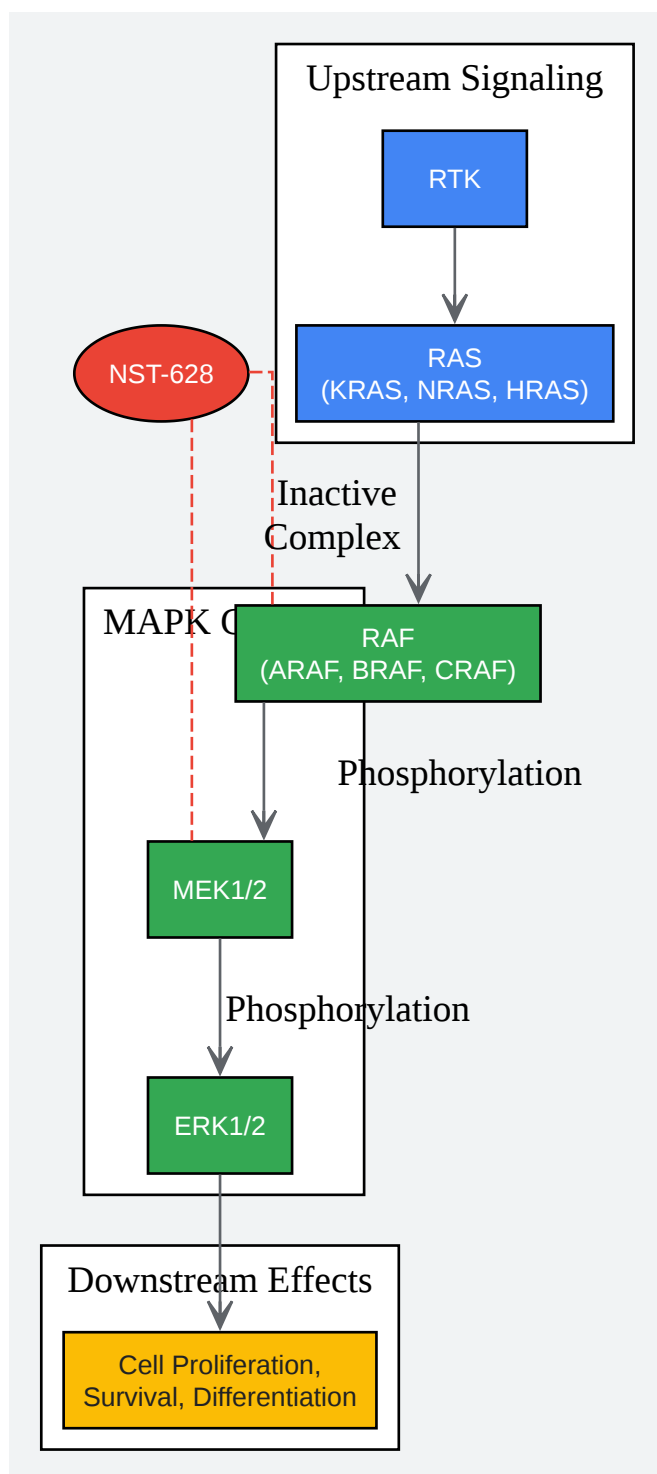 Upstream Signaling
RTK
RAS
(KRAS, NRAS, HRAS)
NST-628
Inactive
Complex
MAPK
RAF
(ARAF, BRAF, CRAF)
Phosphorylation
MEK1/2
Phosphorylation
ERK1/2
Downstream Effects
Cell Proliferation,
Survival, Differentiation